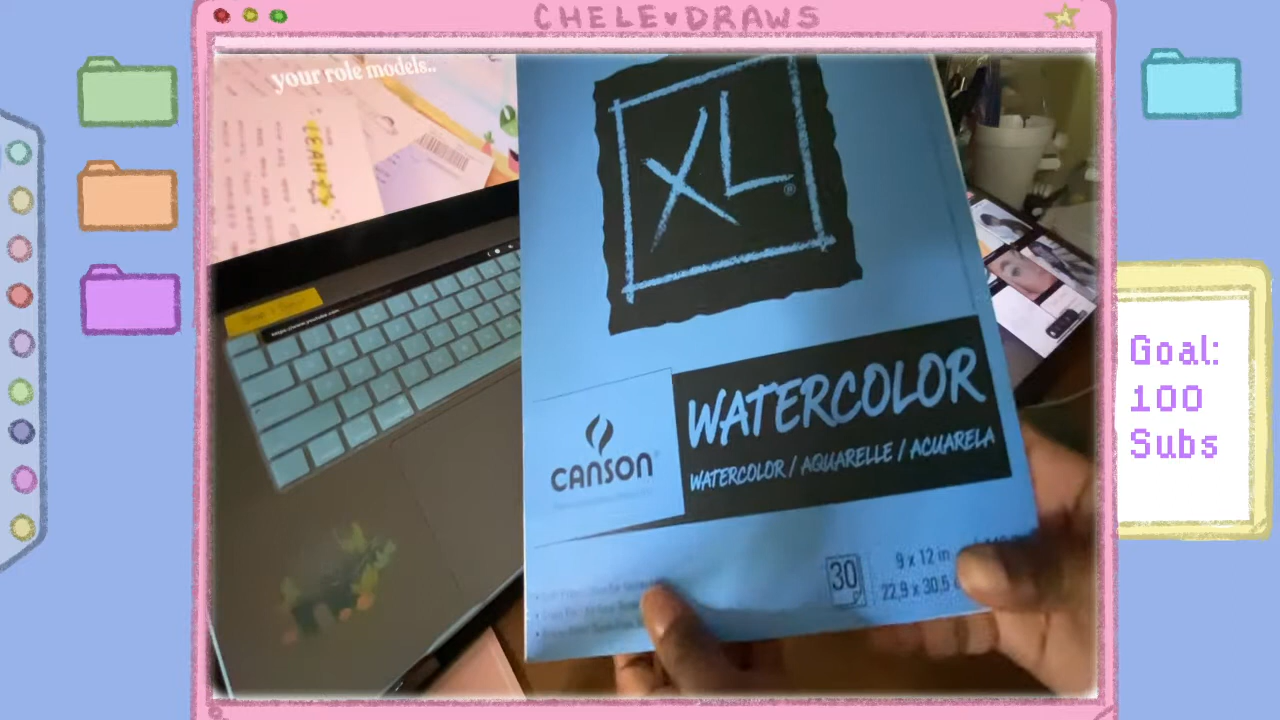 CHELE♥DRAWS
your role models..
YEAH
XL®
CANSON®
WATERCOLOR
WATERCOLOR / AQUARELLE / ACUARELA
30
9 x 12 in
22,9 x 30,5
Goal:
100
Subs